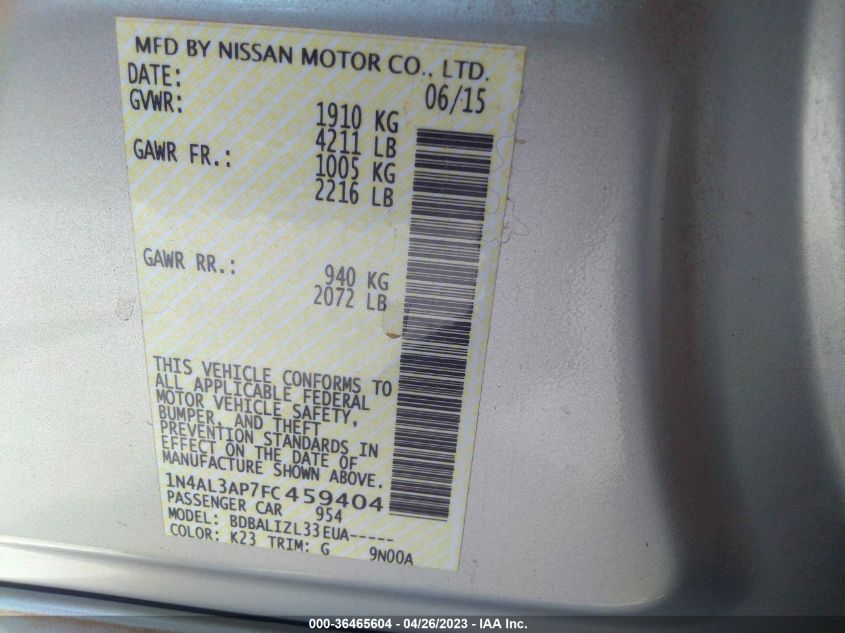 MFD BY NISSAN MOTOR CO., LTD.
DATE: 06/15
GVWR: 1910 KG
4211 LB
GAWR FR.: 1005 KG
2216 LB
GAWR RR.: 940 KG
2072 LB
THIS VEHICLE CONFORMS TO
ALL APPLICABLE FEDERAL
MOTOR VEHICLE SAFETY,
BUMPER, AND THEFT
PREVENTION STANDARDS IN
EFFECT ON THE DATE OF
MANUFACTURE SHOWN ABOVE.
1N4AL3AP7FC459404
PASSENGER CAR 954
MODEL: BDBALIZL33EUA-----
COLOR: K23 TRIM: G 9N00A
000-36465604 / 04/26/2023 - IAA Inc.